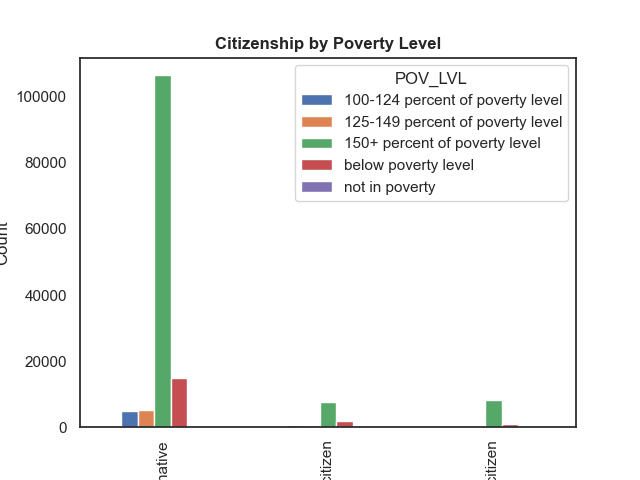 Citizenship by Poverty Level
POV_LVL
100-124 percent of poverty level
125-149 percent of poverty level
150+ percent of poverty level
below poverty level
not in poverty
100000
80000
60000
40000
20000
0
Count
native
citizen
citizen